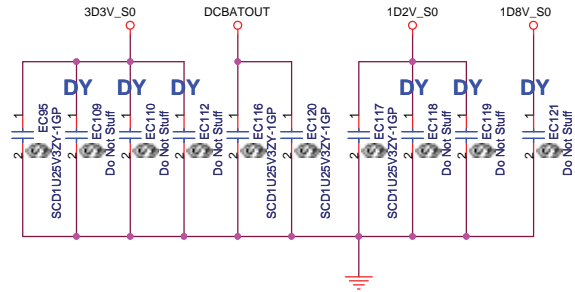 3D3V_S0
DCBATOUT
1D2V_S0
1D8V_S0
DY
DY
DY
DY
DY
DY
1
2
EC95
SCD1U25V3ZY-1GP
1
2
EC109
Do Not Stuff
1
2
EC110
Do Not Stuff
1
2
EC112
Do Not Stuff
1
2
EC116
SCD1U25V3ZY-1GP
1
2
EC120
SCD1U25V3ZY-1GP
1
2
EC117
SCD1U25V3ZY-1GP
1
2
EC118
Do Not Stuff
1
2
EC119
Do Not Stuff
1
2
EC121
Do Not Stuff